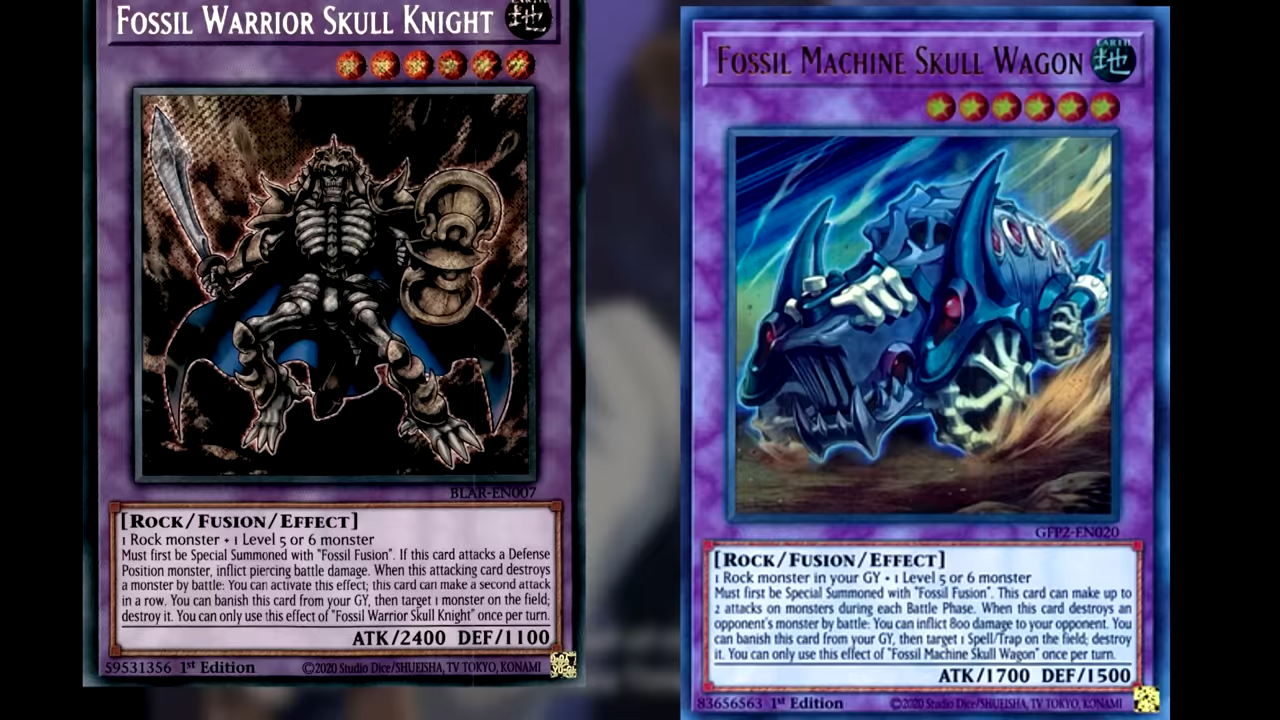 FOSSIL WARRIOR SKULL KNIGHT
地
BLAR-EN007
[ROCK/FUSION/EFFECT]
1 Rock monster + 1 Level 5 or 6 monster
Must first be Special Summoned with "Fossil Fusion". If this card attacks a Defense
Position monster, inflict piercing battle damage. When this attacking card destroys
a monster by battle: You can activate this effect; this card can make a second attack
in a row. You can banish this card from your GY, then target 1 monster on the field;
destroy it. You can only use this effect of "Fossil Warrior Skull Knight" once per turn.
ATK/2400 DEF/1100
59531356 1st Edition ©2020 Studio Dice/SHUEISHA, TV TOKYO, KONAMI
FOSSIL MACHINE SKULL WAGON
EARTH
地
GFP2-EN020
[ROCK/FUSION/EFFECT]
1 Rock monster in your GY + 1 Level 5 or 6 monster
Must first be Special Summoned with "Fossil Fusion". This card can make up to
2 attacks on monsters during each Battle Phase. When this card destroys an
opponent's monster by battle: You can inflict 800 damage to your opponent. You
can banish this card from your GY, then target 1 Spell/Trap on the field; destroy
it. You can only use this effect of "Fossil Machine Skull Wagon" once per turn.
ATK/1700 DEF/1500
83656563 1st Edition ©2020 Studio Dice/SHUEISHA, TV TOKYO, KONAMI